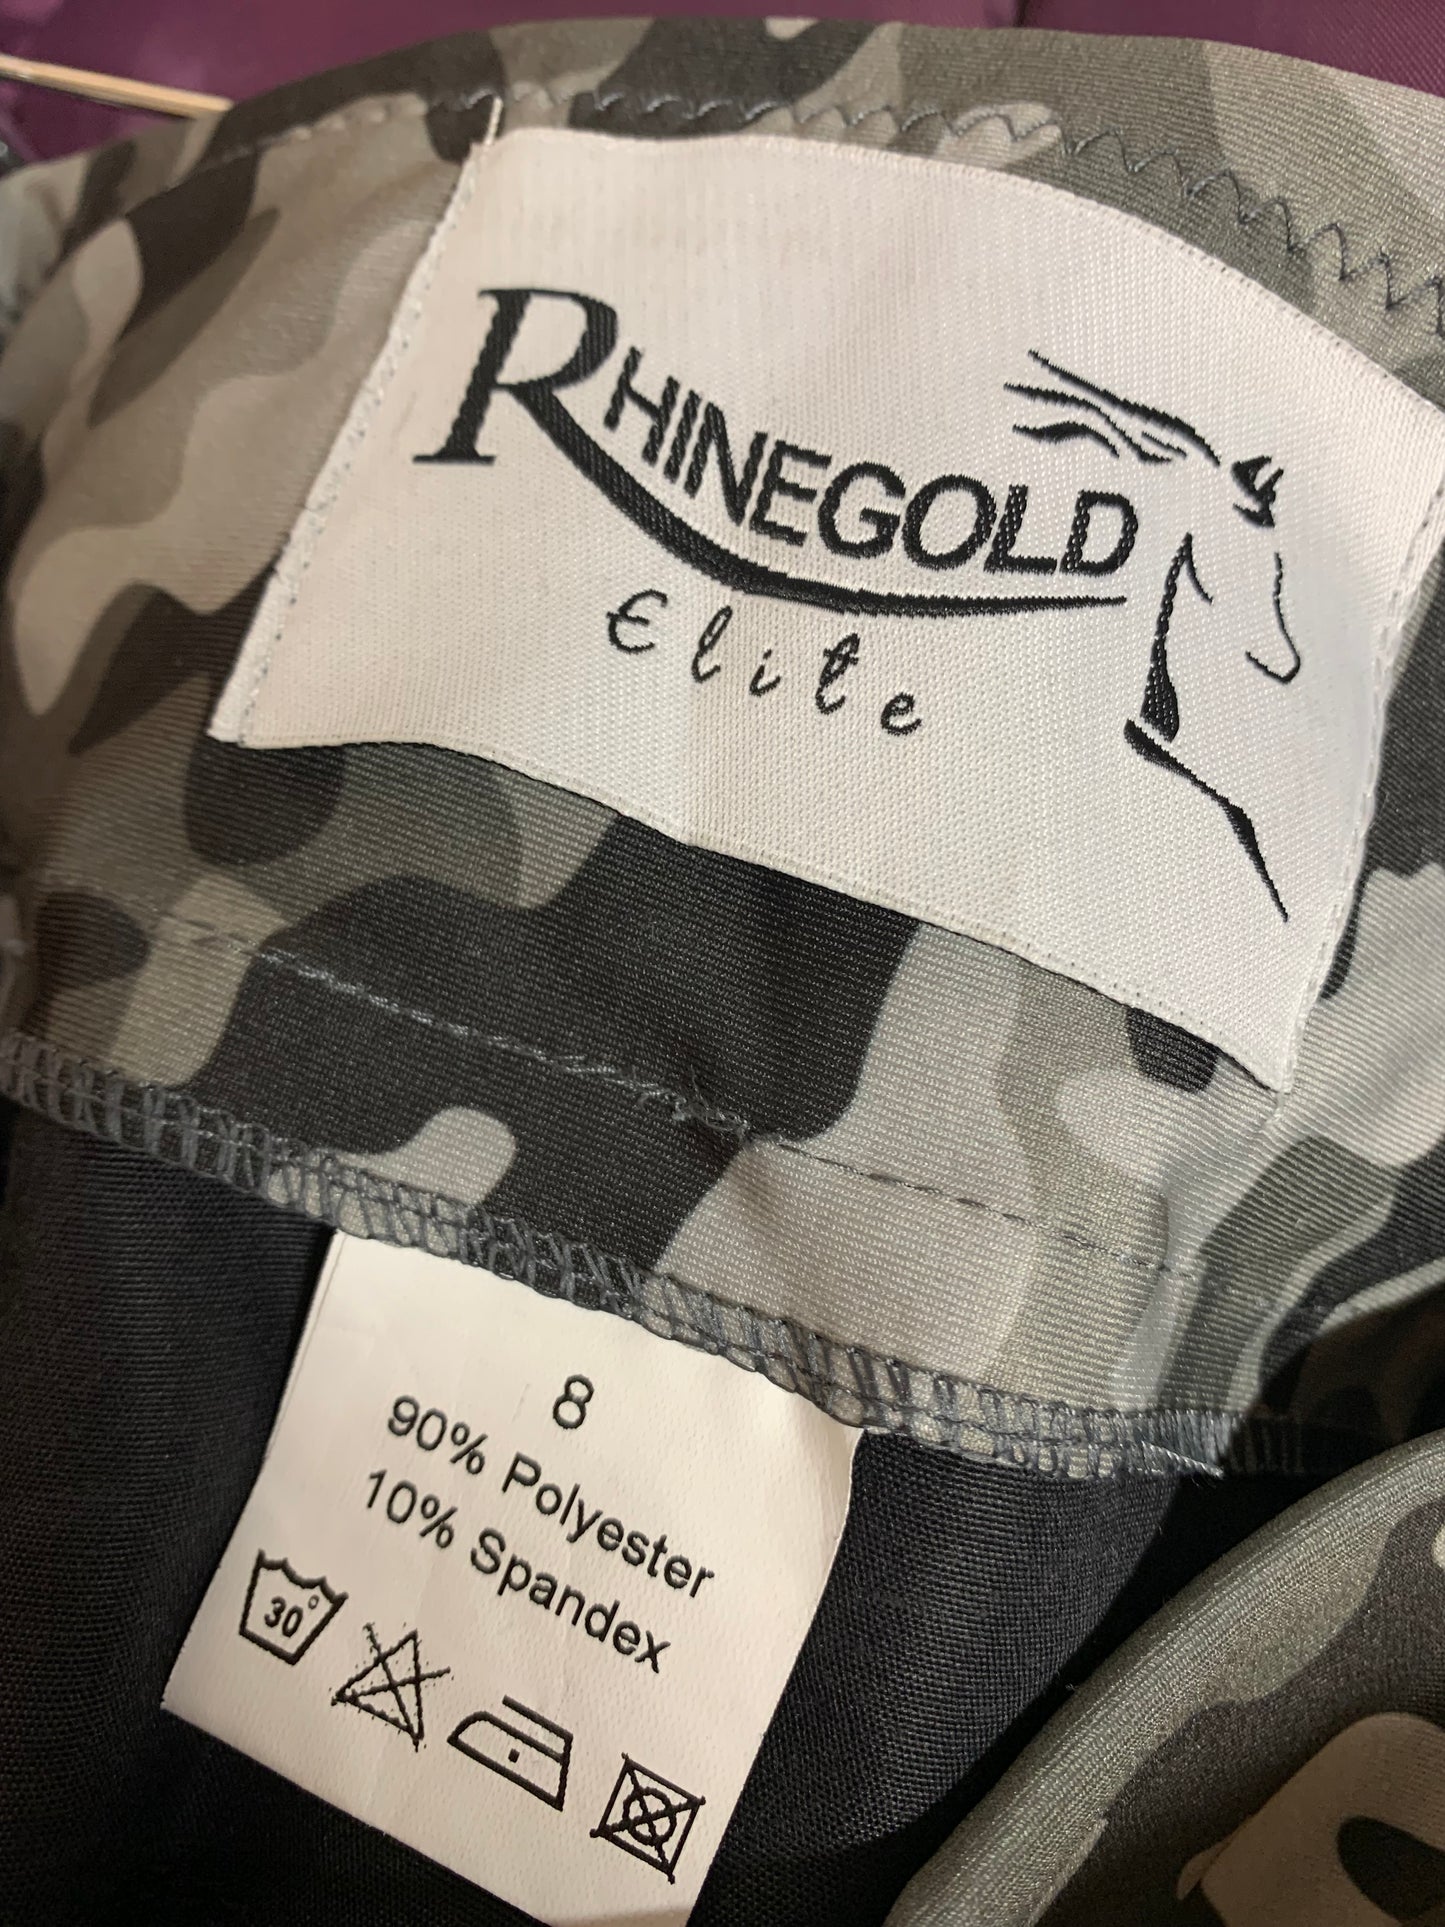 RHINEGOLD
Elite
8
90% Polyester
10% Spandex
30°